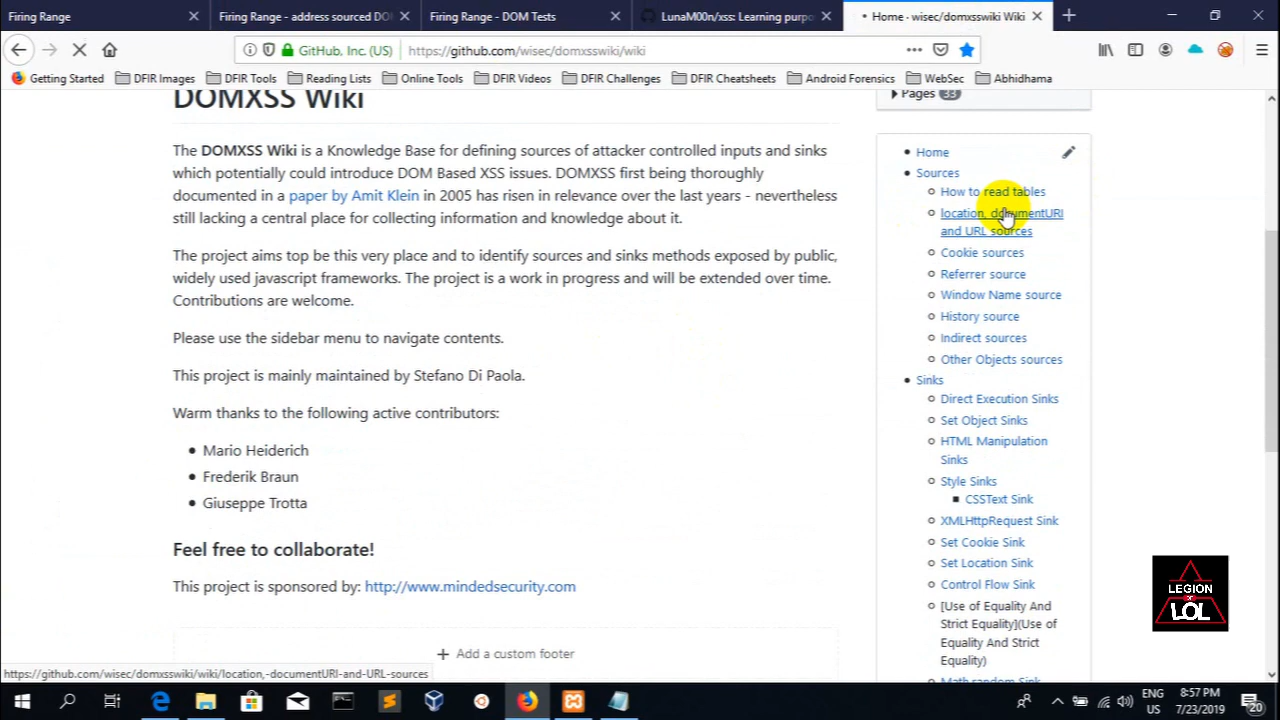 Firing Range
Firing Range - address sourced DO
Firing Range - DOM Tests
LunaM00n/xss: Learning purpo
Home · wisec/domxsswiki Wiki
GitHub, Inc. (US)
https://github.com/wisec/domxsswiki/wiki
Getting Started
DFIR Images
DFIR Tools
Reading Lists
Online Tools
DFIR Videos
DFIR Challenges
DFIR Cheatsheets
Android Forensics
WebSec
Abhidhama
DOMXSS Wiki
The DOMXSS Wiki is a Knowledge Base for defining sources of attacker controlled inputs and sinks
which potentially could introduce DOM Based XSS issues. DOMXSS first being thoroughly
documented in a paper by Amit Klein in 2005 has risen in relevance over the last years - nevertheless
still lacking a central place for collecting information and knowledge about it.
The project aims top be this very place and to identify sources and sinks methods exposed by public,
widely used javascript frameworks. The project is a work in progress and will be extended over time.
Contributions are welcome.
Please use the sidebar menu to navigate contents.
This project is mainly maintained by Stefano Di Paola.
Warm thanks to the following active contributors:
Mario Heiderich
Frederik Braun
Giuseppe Trotta
Feel free to collaborate!
This project is sponsored by: http://www.mindedsecurity.com
Add a custom footer
Pages 33
Home
Sources
How to read tables
location, documentURI
and URL sources
Cookie sources
Referrer source
Window Name source
History source
Indirect sources
Other Objects sources
Sinks
Direct Execution Sinks
Set Object Sinks
HTML Manipulation
Sinks
Style Sinks
CSSText Sink
XMLHttpRequest Sink
Set Cookie Sink
Set Location Sink
Control Flow Sink
[Use of Equality And
Strict Equality](Use of
Equality And Strict
Equality)
Math.random Sink
LEGION
OF
LOL
https://github.com/wisec/domxsswiki/wiki/location,-documentURI-and-URL-sources
ENG
US
8:57 PM
7/23/2019
20